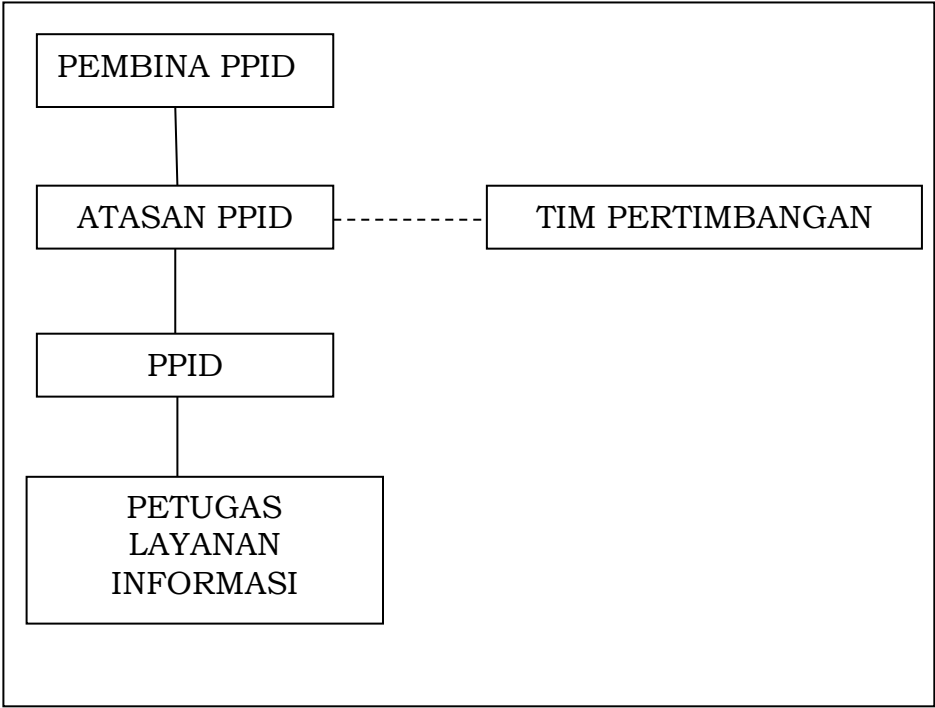 PEMBINA PPID
ATASAN PPID
TIM PERTIMBANGAN
PPID
PETUGAS
LAYANAN
INFORMASI